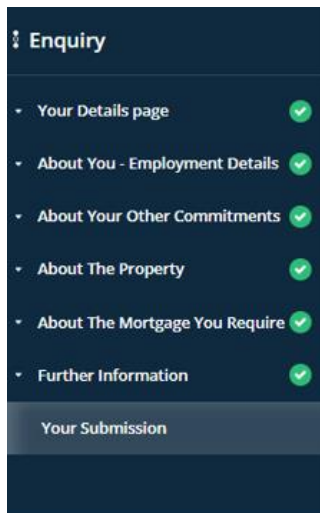 Enquiry
Your Details page
About You - Employment Details
About Your Other Commitments
About The Property
About The Mortgage You Require
Further Information
Your Submission